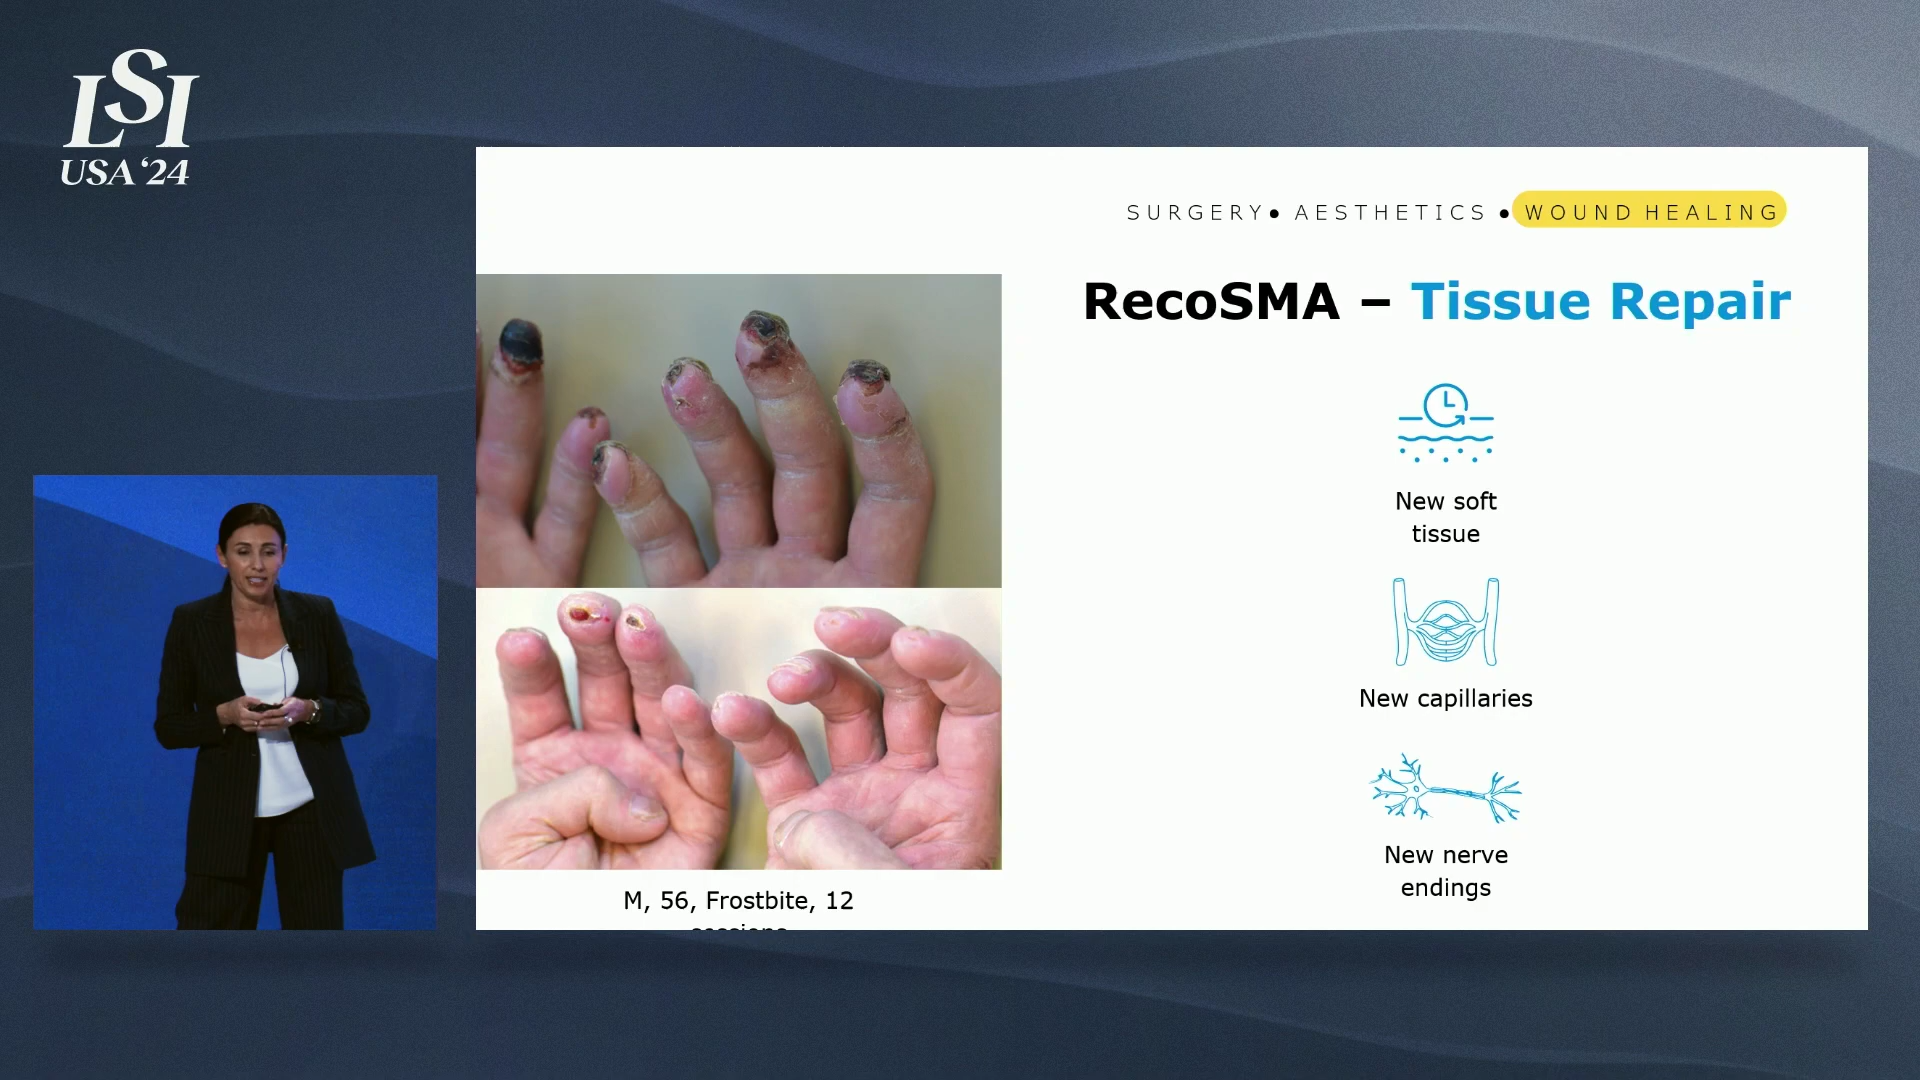 LSI
USA '24
SURGERY • AESTHETICS • WOUND HEALING
RecoSMA – Tissue Repair
New soft
tissue
New capillaries
New nerve
endings
M, 56, Frostbite, 12
sessions